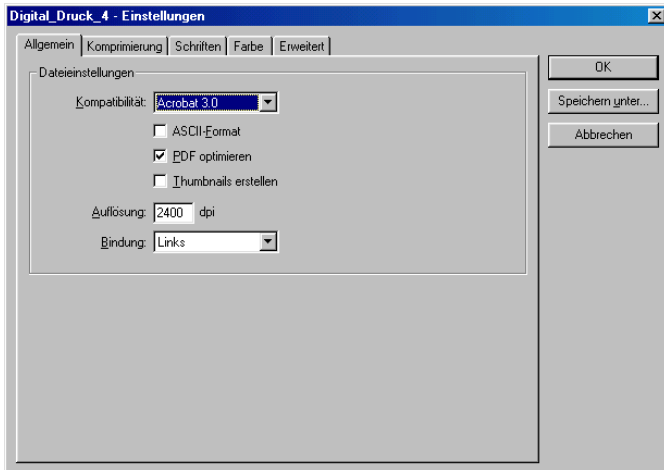 Digital_Druck_4 - Einstellungen
Allgemein Komprimierung Schriften Farbe Erweitert
Dateieinstellungen
Kompatibilität: Acrobat 3.0
ASCII-Format
PDF optimieren
Thumbnails erstellen
Auflösung: 2400 dpi
Bindung: Links
OK
Speichern unter...
Abbrechen